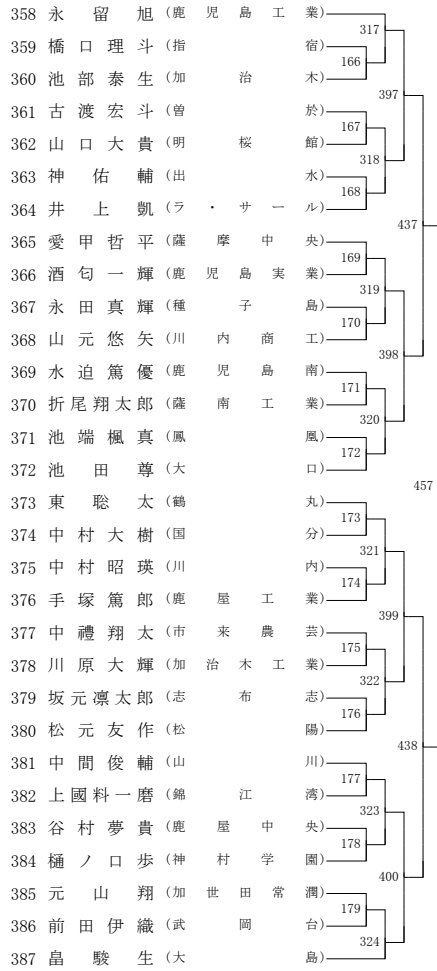 358 永留旭 (鹿児島工業)
359 橋口理斗 (指宿)
360 池部泰生 (加治木)
361 古渡宏斗 (曽於)
362 山口大貴 (明桜館)
363 神佑輔 (出水)
364 井上凱 (ラ・サール)
365 愛甲哲平 (薩摩中央)
366 酒匂一輝 (鹿児島実業)
367 永田真輝 (種子島)
368 山元悠矢 (川内商工)
369 水迫篤優 (鹿児島南)
370 折尾翔太郎 (薩南工業)
371 池端楓真 (鳳凰)
372 池田尊 (大口)
373 東聡太 (鶴丸)
374 中村大樹 (国分)
375 中村昭瑛 (川内)
376 手塚篤郎 (鹿屋工業)
377 中禮翔太 (市来農芸)
378 川原大輝 (加治木工業)
379 坂元凛太郎 (志布志)
380 松元友作 (松陽)
381 中間俊輔 (山川)
382 上國料一磨 (錦江湾)
383 谷村夢貴 (鹿屋中央)
384 樋ノ口歩 (神村学園)
385 元山翔 (加世田常潤)
386 前田伊織 (武岡台)
387 畠駿生 (大島)
166
167
168
169
170
171
172
173
174
175
176
177
178
179
317
318
319
320
321
322
323
324
397
398
399
400
437
438
457